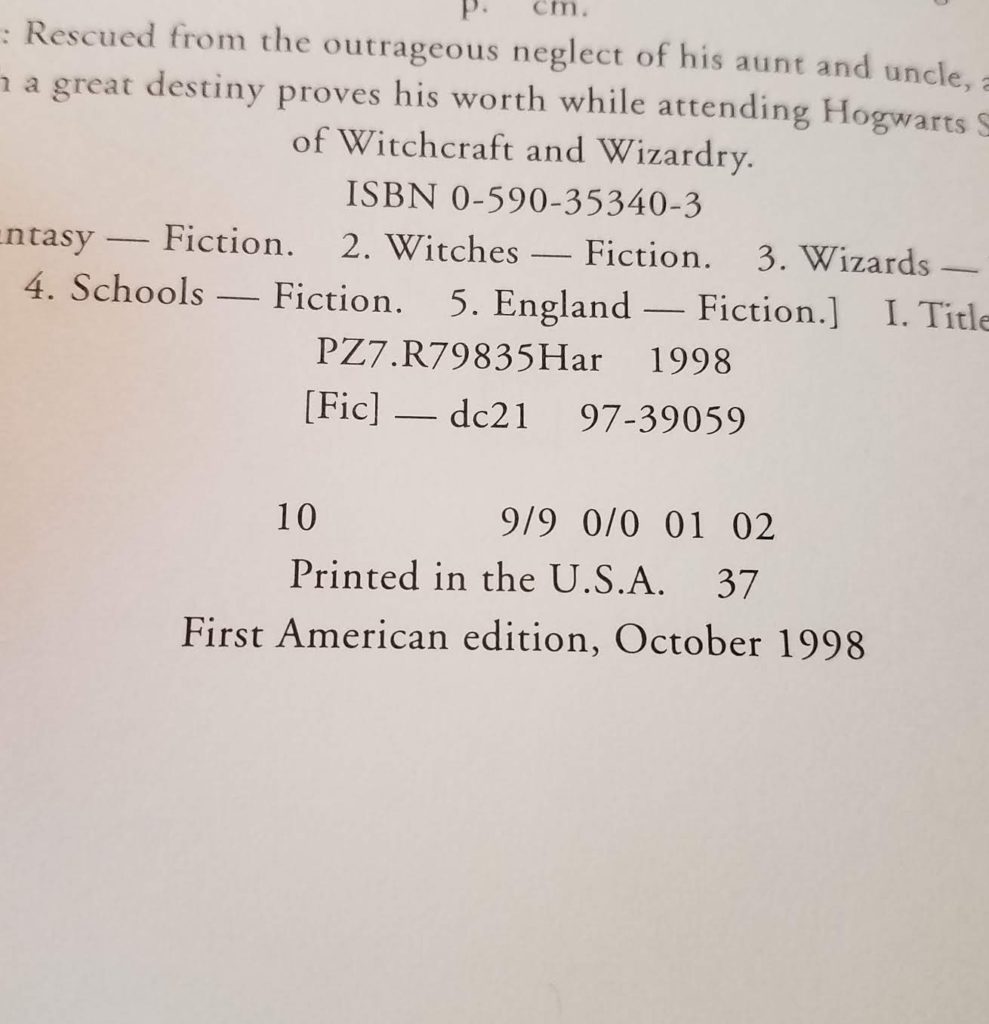 p. cm.
: Rescued from the outrageous neglect of his aunt and uncle, a
h a great destiny proves his worth while attending Hogwarts S
of Witchcraft and Wizardry.
ISBN 0-590-35340-3
ntasy — Fiction. 2. Witches — Fiction. 3. Wizards —
4. Schools — Fiction. 5. England — Fiction.] I. Title
PZ7.R79835Har 1998
[Fic] — dc21 97-39059
10 9/9 0/0 01 02
Printed in the U.S.A. 37
First American edition, October 1998